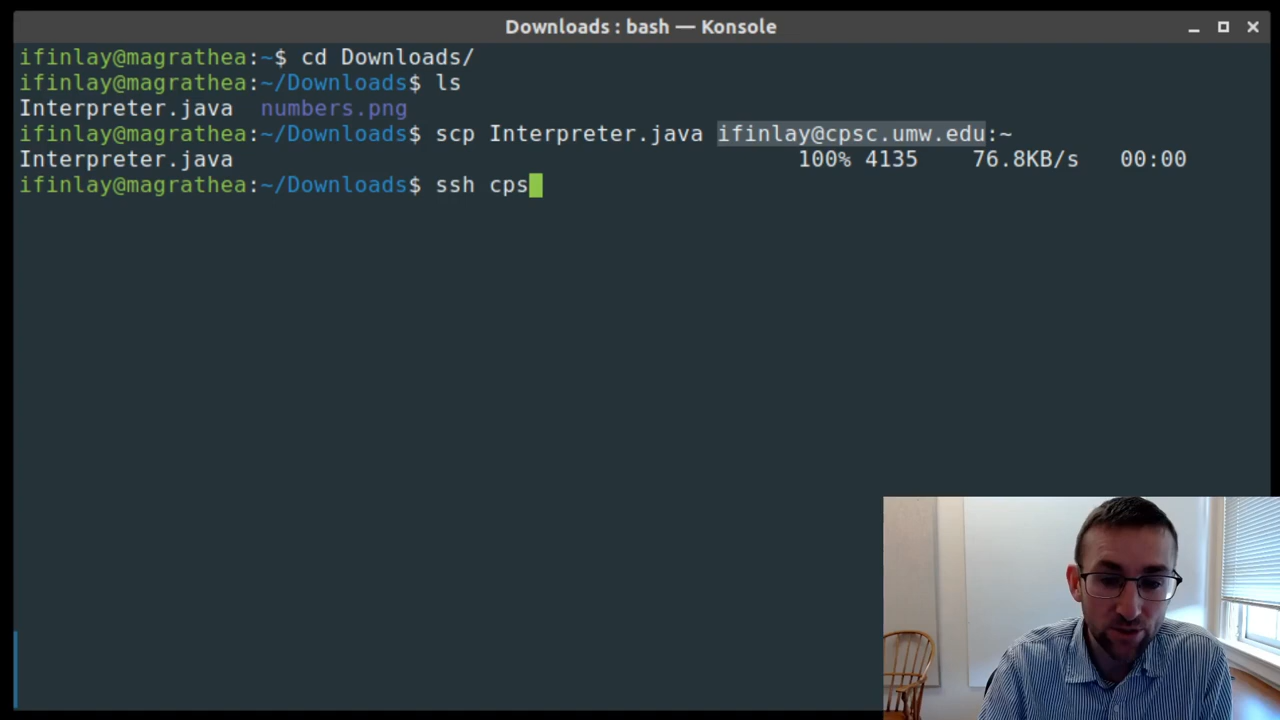 Downloads : bash — Konsole
ifinlay@magrathea:~$ cd Downloads/
ifinlay@magrathea:~/Downloads$ ls
Interpreter.java  numbers.png
ifinlay@magrathea:~/Downloads$ scp Interpreter.java ifinlay@cpsc.umw.edu:~
Interpreter.java 100% 4135 76.8KB/s 00:00
ifinlay@magrathea:~/Downloads$ ssh cps